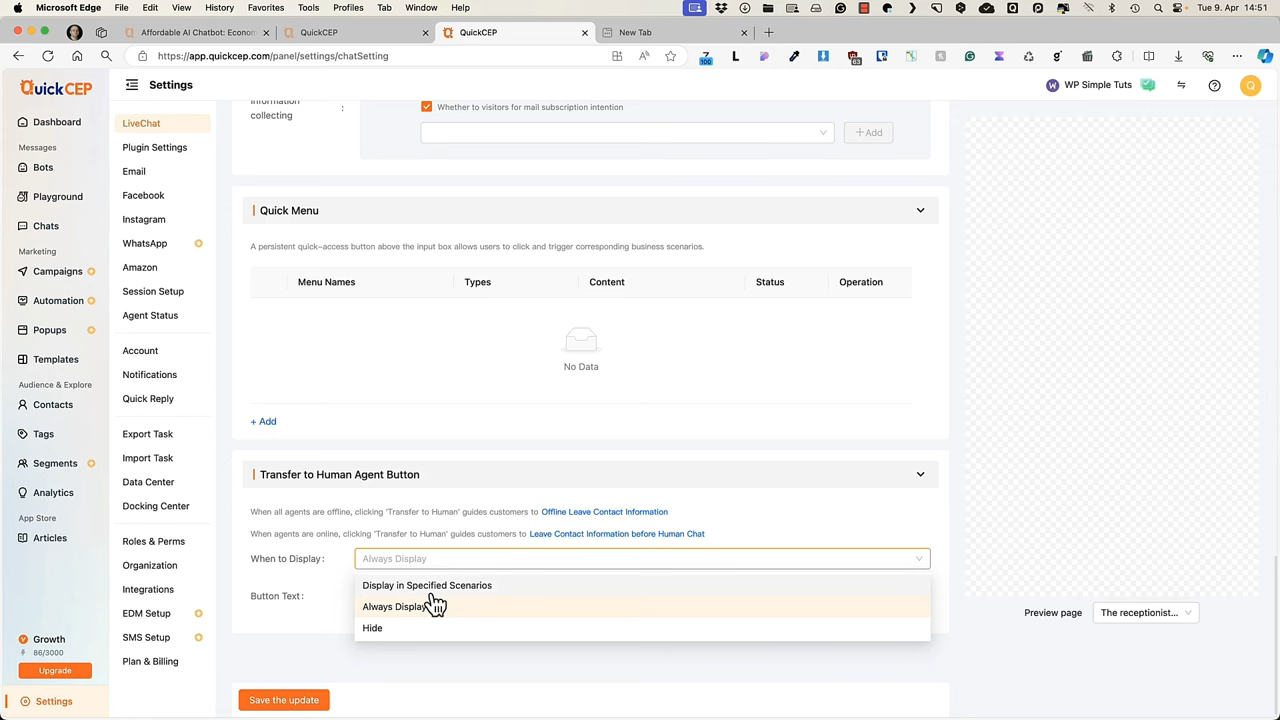 Microsoft Edge File Edit View History Favorites Tools Profiles Tab Window Help Tue 9. Apr 14:51
Affordable AI Chatbot: Econom
QuickCEP
QuickCEP
New Tab
https://app.quickcep.com/panel/settings/chatSetting
100
63
QuickCEP
Settings
WP Simple Tuts
Q
Dashboard
Messages
Bots
Playground
Chats
Marketing
Campaigns
Automation
Popups
Templates
Audience & Explore
Contacts
Tags
Segments
Analytics
App Store
Articles
Growth
86/3000
Upgrade
Settings
LiveChat
Plugin Settings
Email
Facebook
Instagram
WhatsApp
Amazon
Session Setup
Agent Status
Account
Notifications
Quick Reply
Export Task
Import Task
Data Center
Docking Center
Roles & Perms
Organization
Integrations
EDM Setup
SMS Setup
Plan & Billing
Information
collecting :
Whether to visitors for mail subscription intention
+Add
Quick Menu
A persistent quick-access button above the input box allows users to click and trigger corresponding business scenarios.
Menu Names Types Content Status Operation
No Data
+ Add
Transfer to Human Agent Button
When all agents are offline, clicking 'Transfer to Human' guides customers to Offline Leave Contact Information
When agents are online, clicking 'Transfer to Human' guides customers to Leave Contact Information before Human Chat
When to Display : Always Display
Display in Specified Scenarios
Button Text :
Always Display
Hide
Save the update
Preview page The receptionist...